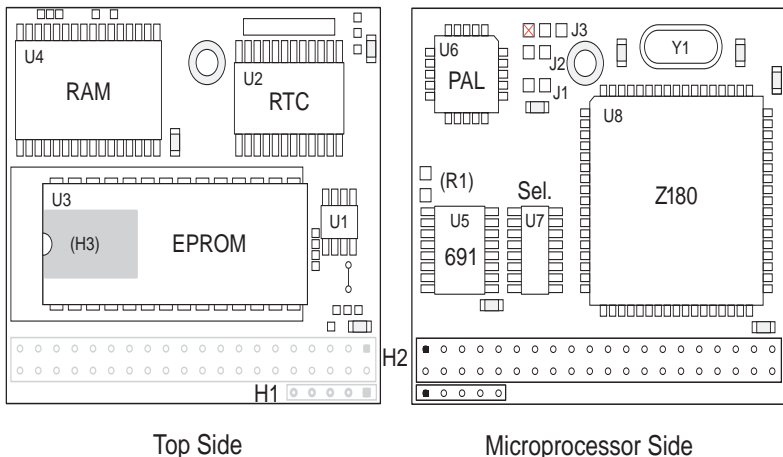 U4
RAM
U2
RTC
U3
(H3)
EPROM
U1
H1
H2
U6
PAL
J3
J2
J1
Y1
U8
Z180
(R1)
Sel.
U5
691
U7
Top Side
Microprocessor Side